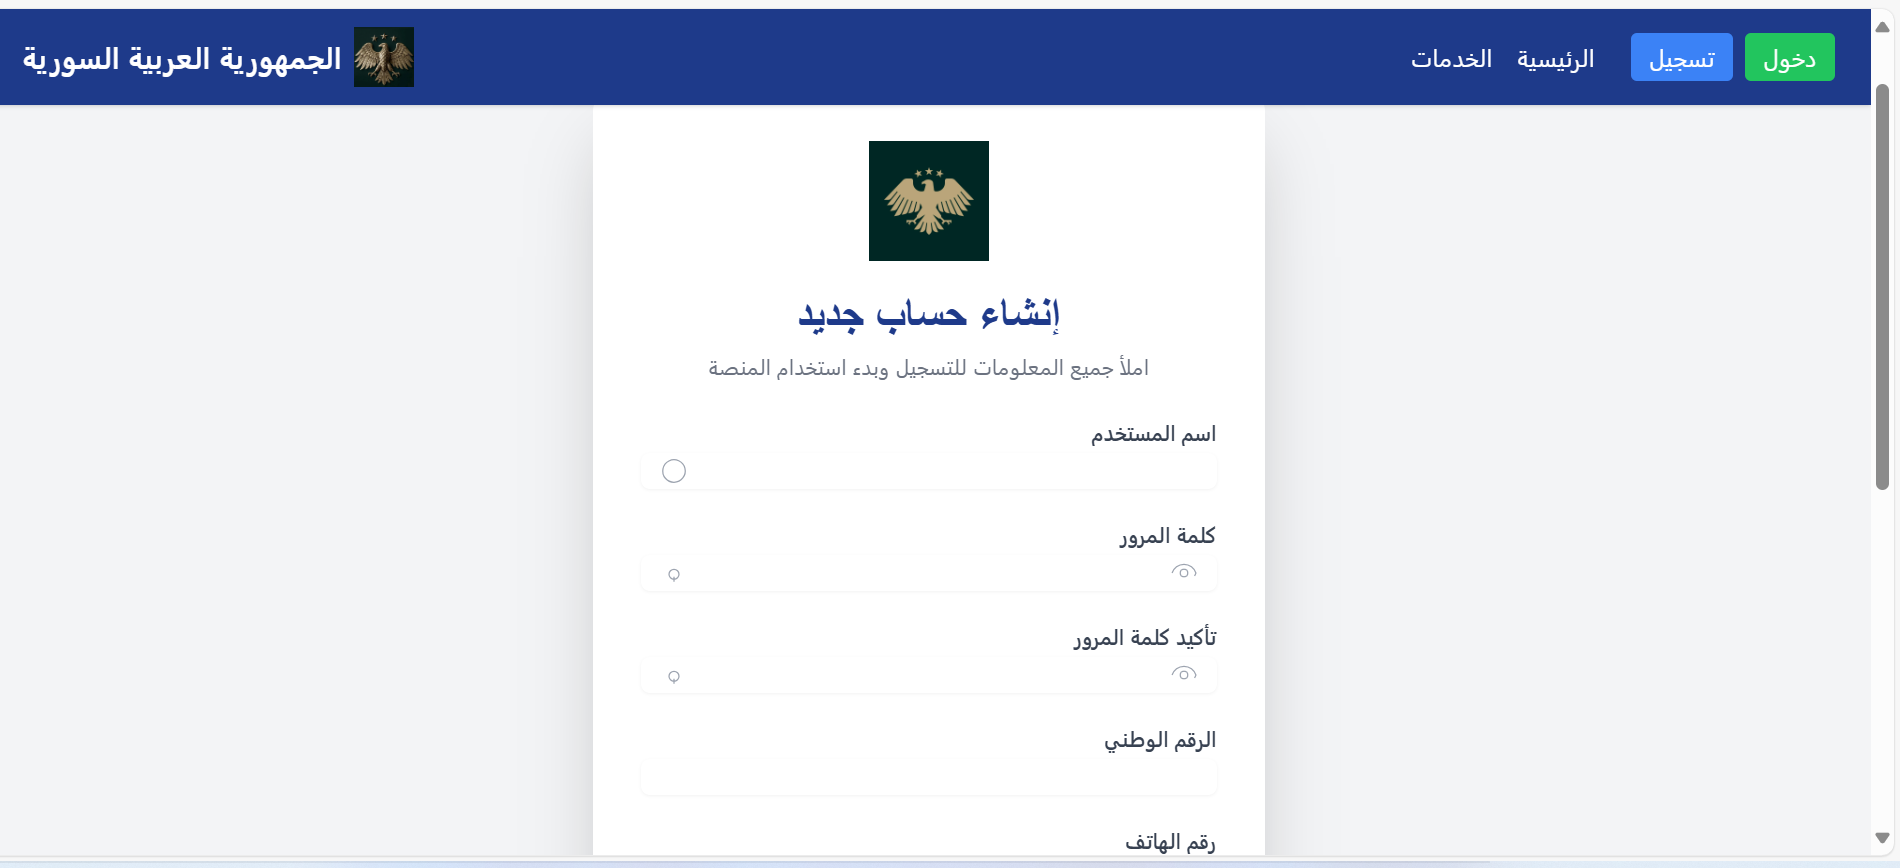 دخول
تسجيل
الرئيسية
الخدمات
الجمهورية العربية السورية
إنشاء حساب جديد
املأ جميع المعلومات للتسجيل وبدء استخدام المنصة
اسم المستخدم
كلمة المرور
تأكيد كلمة المرور
الرقم الوطني
رقم الهاتف